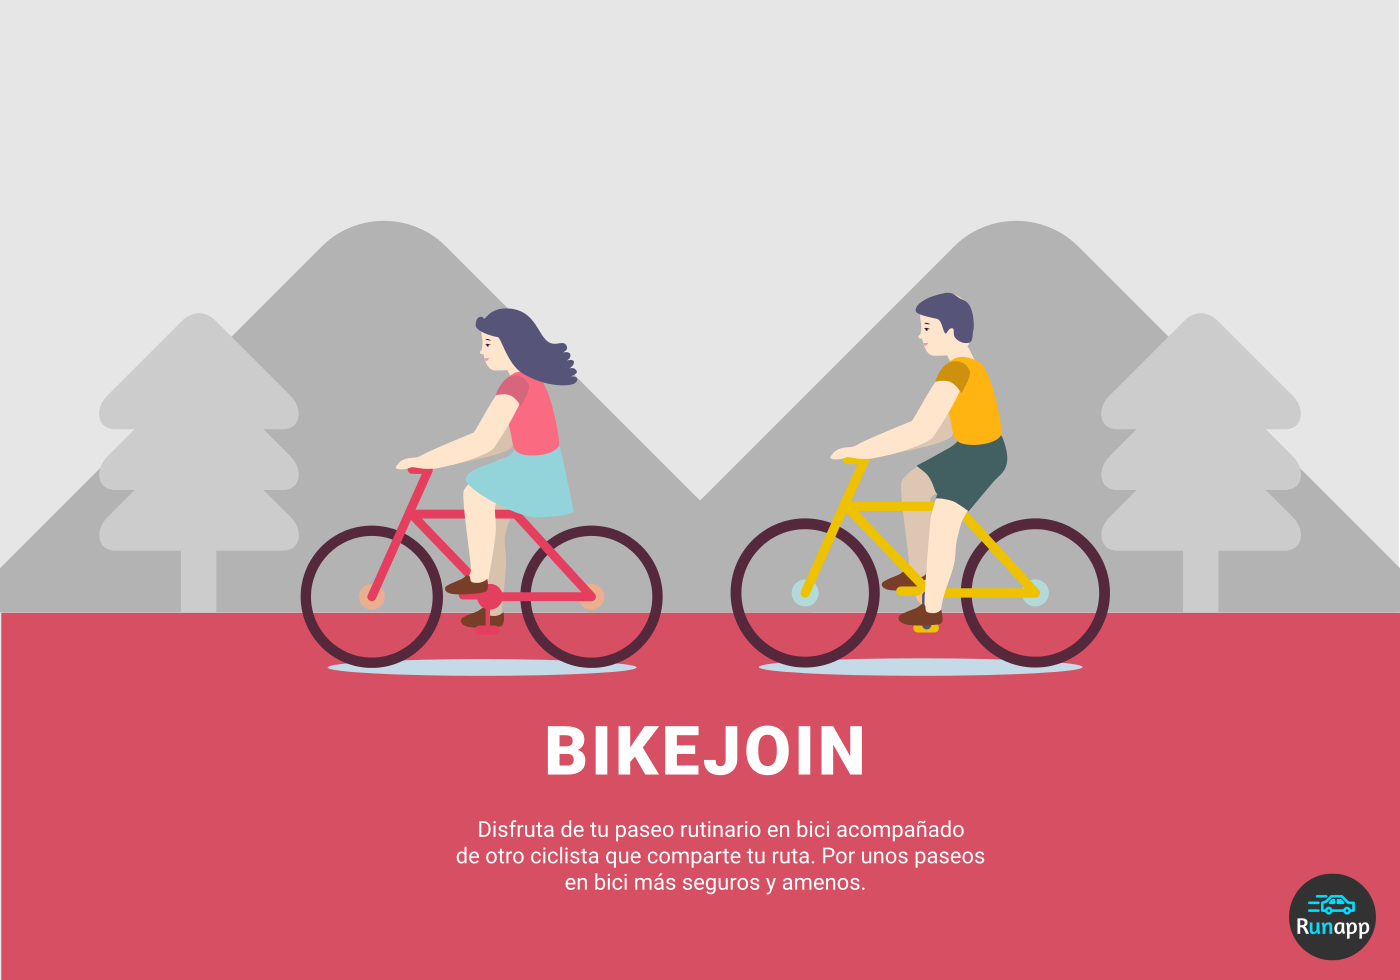 BIKEJOIN
Disfruta de tu paseo rutinario en bici acompañado
de otro ciclista que comparte tu ruta. Por unos paseos
en bici más seguros y amenos.
Runapp